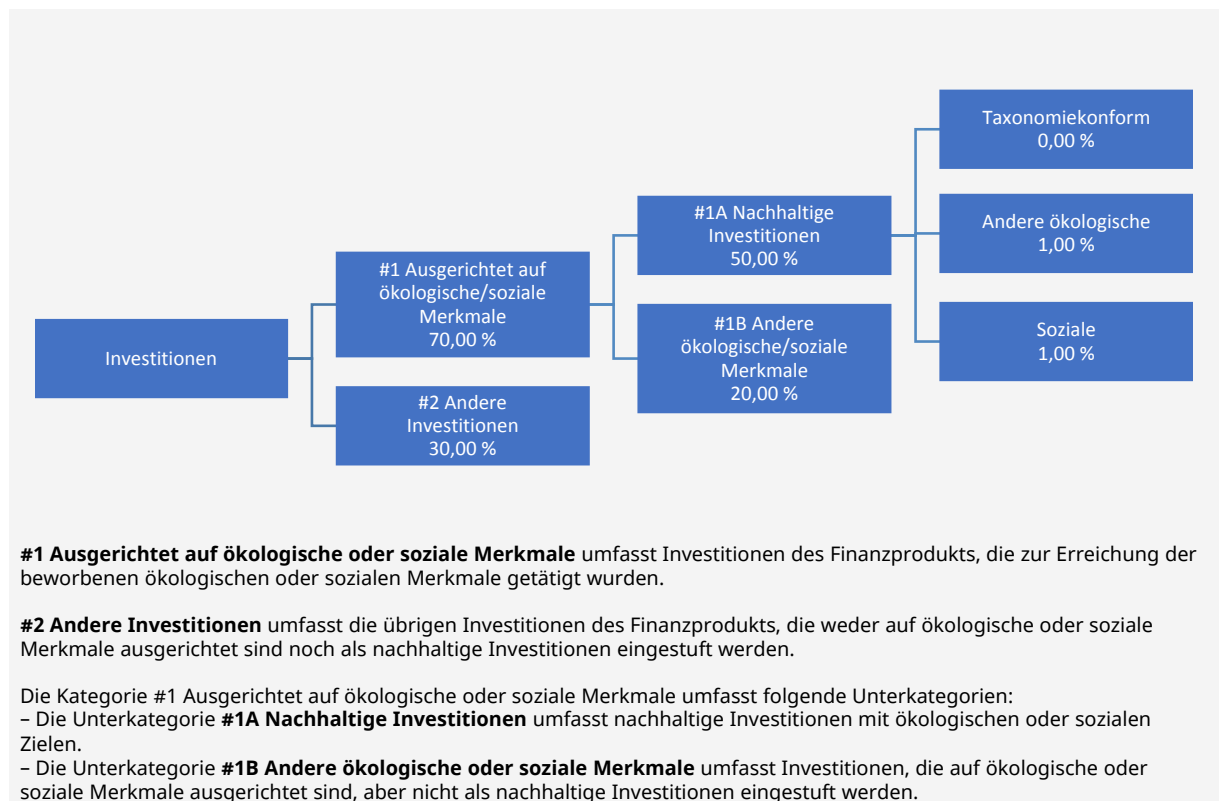 Investitionen
#1 Ausgerichtet auf
ökologische/soziale
Merkmale
70,00 %
#2 Andere
Investitionen
30,00 %
#1A Nachhaltige
Investitionen
50,00 %
#1B Andere
ökologische/soziale
Merkmale
20,00 %
Taxonomiekonform
0,00 %
Andere ökologische
1,00 %
Soziale
1,00 %
#1 Ausgerichtet auf ökologische oder soziale Merkmale umfasst Investitionen des Finanzprodukts, die zur Erreichung der
beworbenen ökologischen oder sozialen Merkmale getätigt wurden.
#2 Andere Investitionen umfasst die übrigen Investitionen des Finanzprodukts, die weder auf ökologische oder soziale
Merkmale ausgerichtet sind noch als nachhaltige Investitionen eingestuft werden.
Die Kategorie #1 Ausgerichtet auf ökologische oder soziale Merkmale umfasst folgende Unterkategorien:
– Die Unterkategorie #1A Nachhaltige Investitionen umfasst nachhaltige Investitionen mit ökologischen oder sozialen
Zielen.
– Die Unterkategorie #1B Andere ökologische oder soziale Merkmale umfasst Investitionen, die auf ökologische oder
soziale Merkmale ausgerichtet sind, aber nicht als nachhaltige Investitionen eingestuft werden.